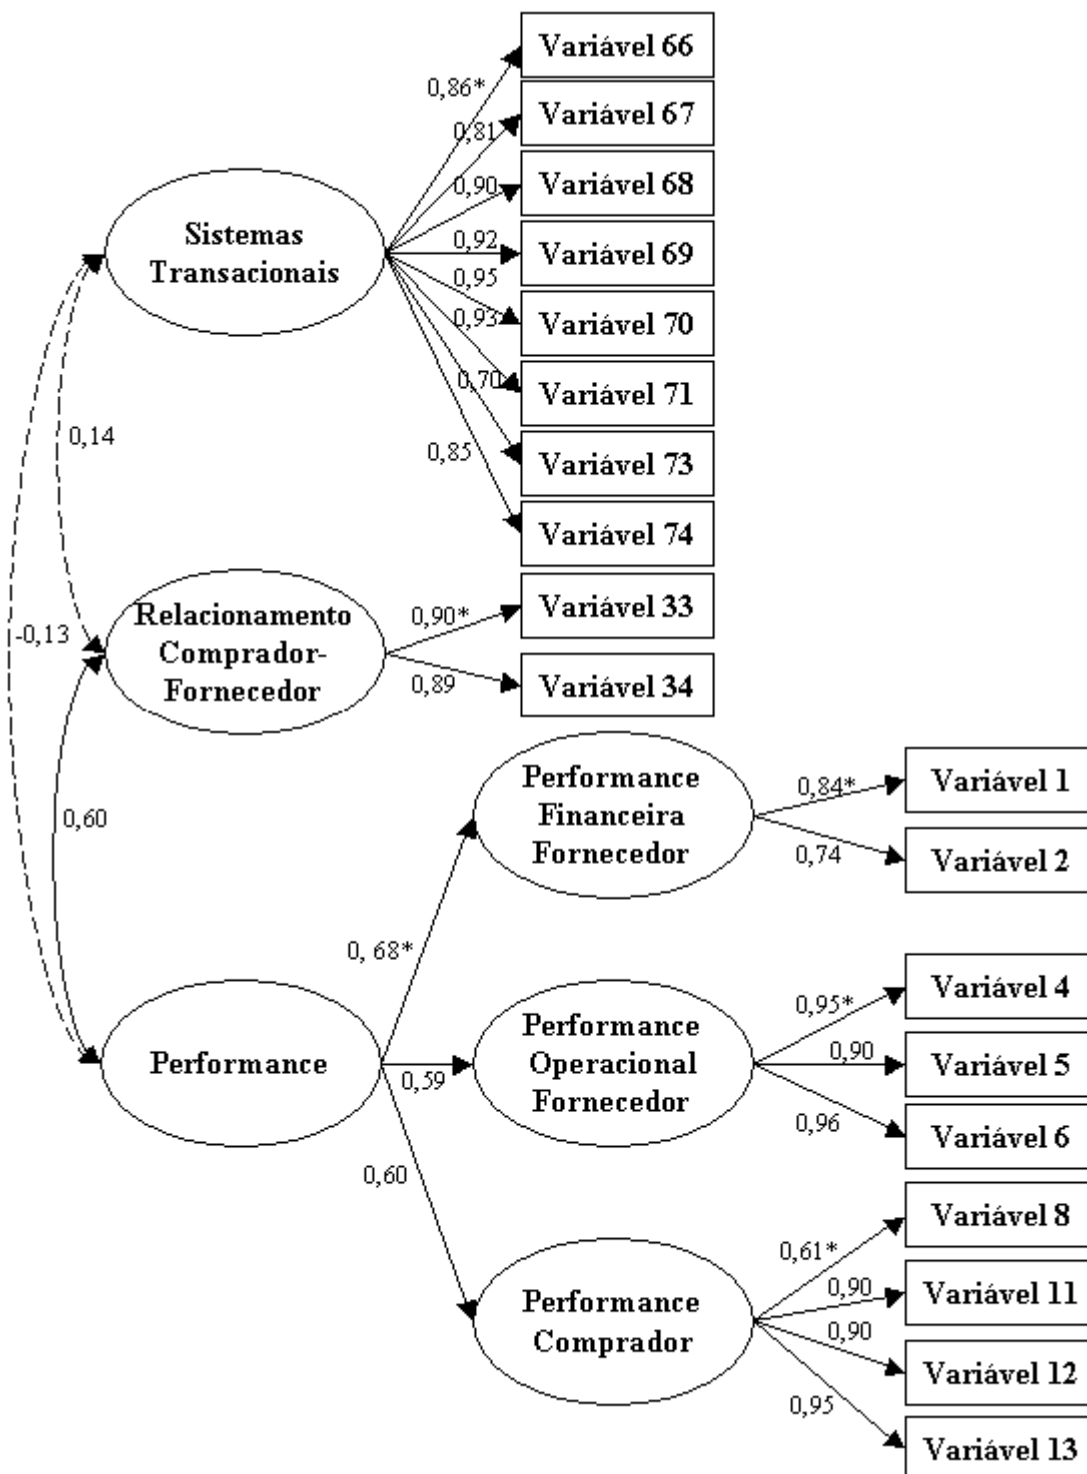 Variável 66
0,86*
Variável 67
0,81
Variável 68
0,90
Sistemas
Transacionais
Variável 69
0,92
0,95
Variável 70
0,93
Variável 71
0,70
0,14
0,85
Variável 73
Variável 74
Relacionamento
Comprador-
Fornecedor
0,90*
Variável 33
-0,13
0,89
Variável 34
Performance
Financeira
Fornecedor
0,84*
Variável 1
0,74
Variável 2
0,60
0, 68*
Performance
0,59
Performance
Operacional
Fornecedor
0,95*
Variável 4
0,90
Variável 5
0,96
Variável 6
0,60
Performance
Comprador
0,61*
Variável 8
0,90
Variável 11
0,90
Variável 12
0,95
Variável 13